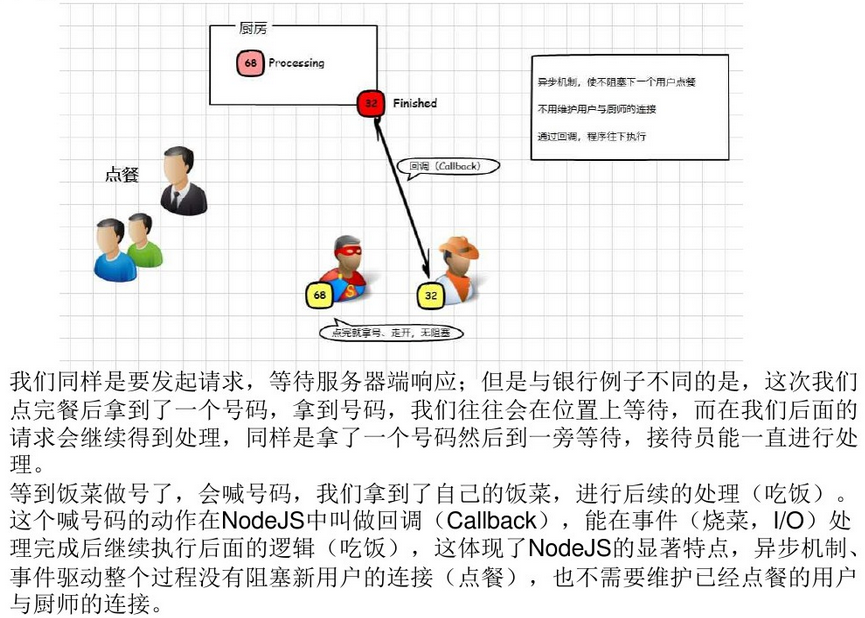 厨房
68 Processing
32 Finished
异步机制，使不阻塞下一个用户点餐
不用维护用户与厨师的连接
通过回调，程序往下执行
回调（Callback）
点餐
68
32
点完就拿号、走开，无阻塞
我们同样是要发起请求，等待服务器端响应；但是与银行例子不同的是，这次我们
点完餐后拿到了一个号码，拿到号码，我们往往会在位置上等待，而在我们后面的
请求会继续得到处理，同样是拿了一个号码然后到一旁等待，接待员能一直进行处
理。
等到饭菜做号了，会喊号码，我们拿到了自己的饭菜，进行后续的处理（吃饭）。
这个喊号码的动作在NodeJS中叫做回调（Callback），能在事件（烧菜，I/O）处
理完成后继续执行后面的逻辑（吃饭），这体现了NodeJS的显著特点，异步机制、
事件驱动整个过程没有阻塞新用户的连接（点餐），也不需要维护已经点餐的用户
与厨师的连接。